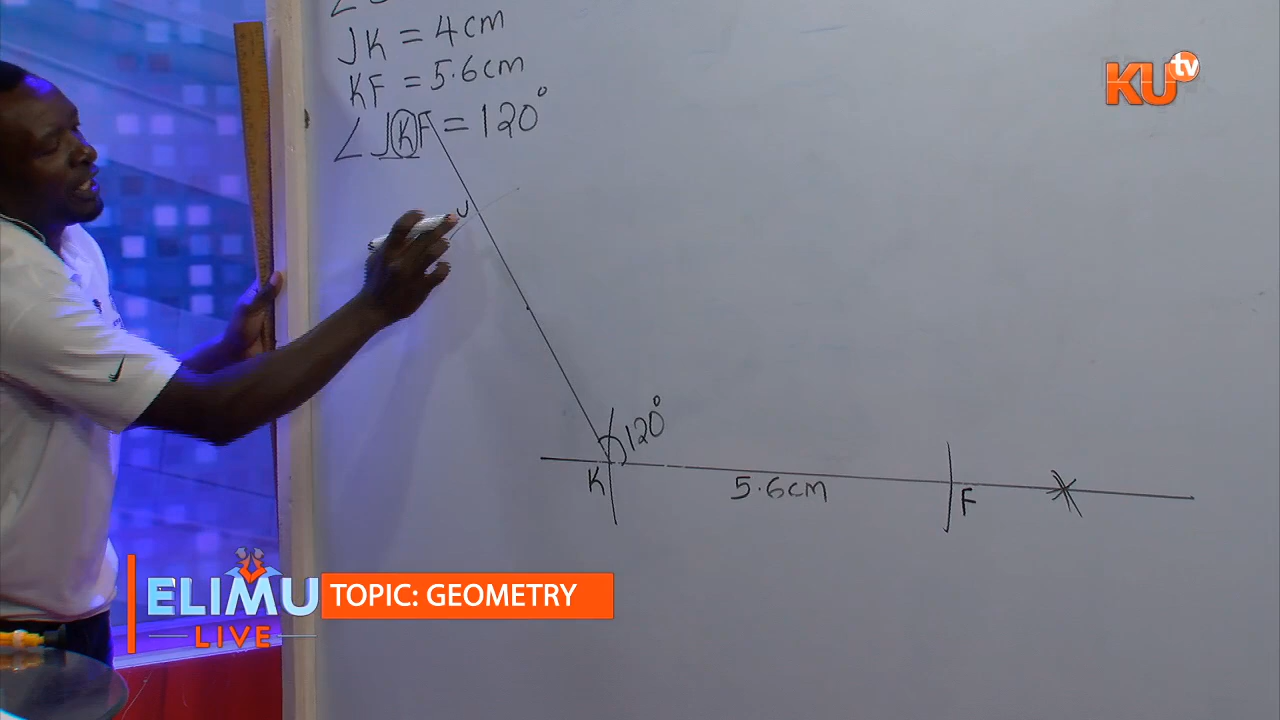 JK = 4cm
KF = 5.6cm
∠JKF = 120°
KU tv
J
120°
K
5.6cm
F
ELIMU
LIVE
TOPIC: GEOMETRY